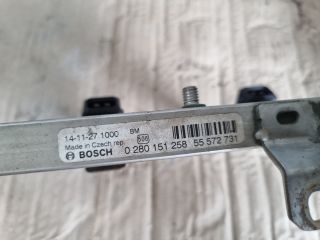 14-11-27 1000 BM
Made in Czech rep.
BOSCH 0 280 151 258 55 572 731